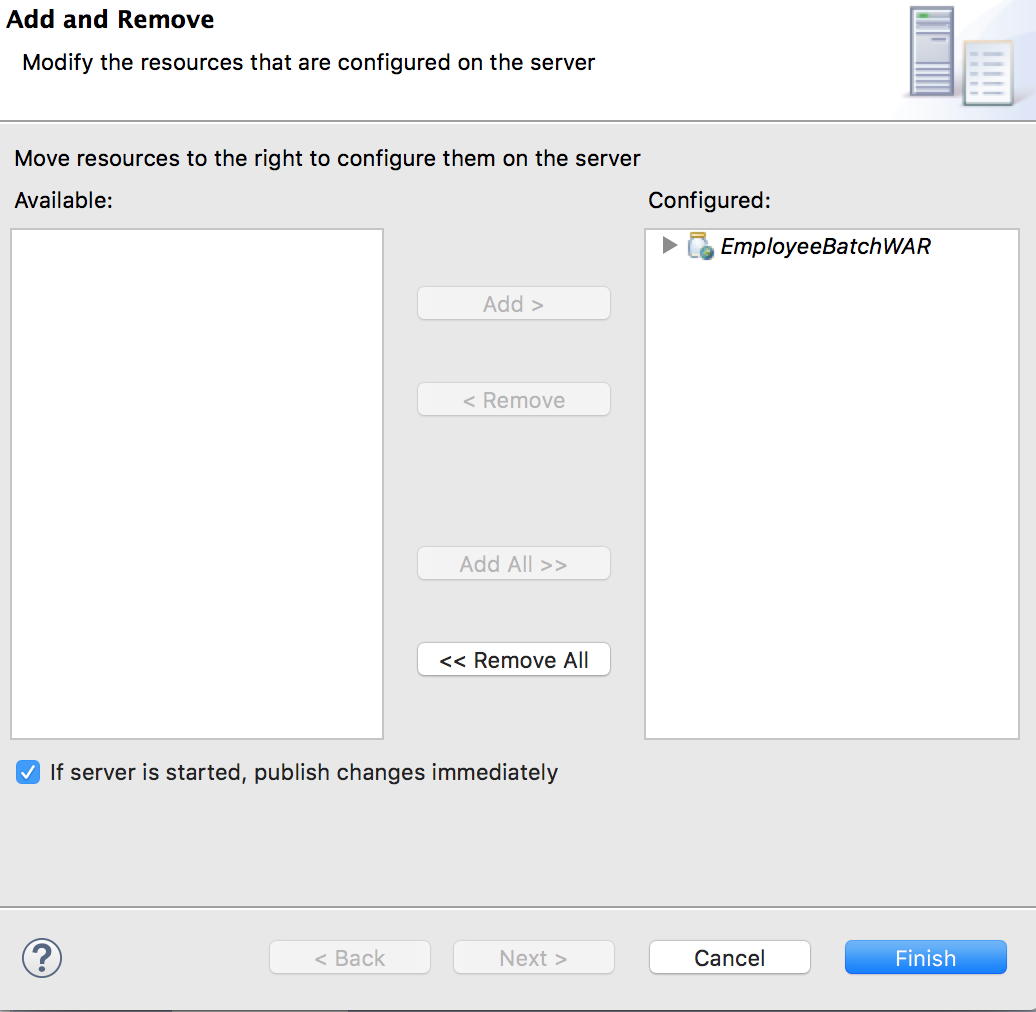 Add and Remove
Modify the resources that are configured on the server
Move resources to the right to configure them on the server
Available:
Configured:
EmployeeBatchWAR
Add >
< Remove
Add All >>
<< Remove All
If server is started, publish changes immediately
?
< Back
Next >
Cancel
Finish